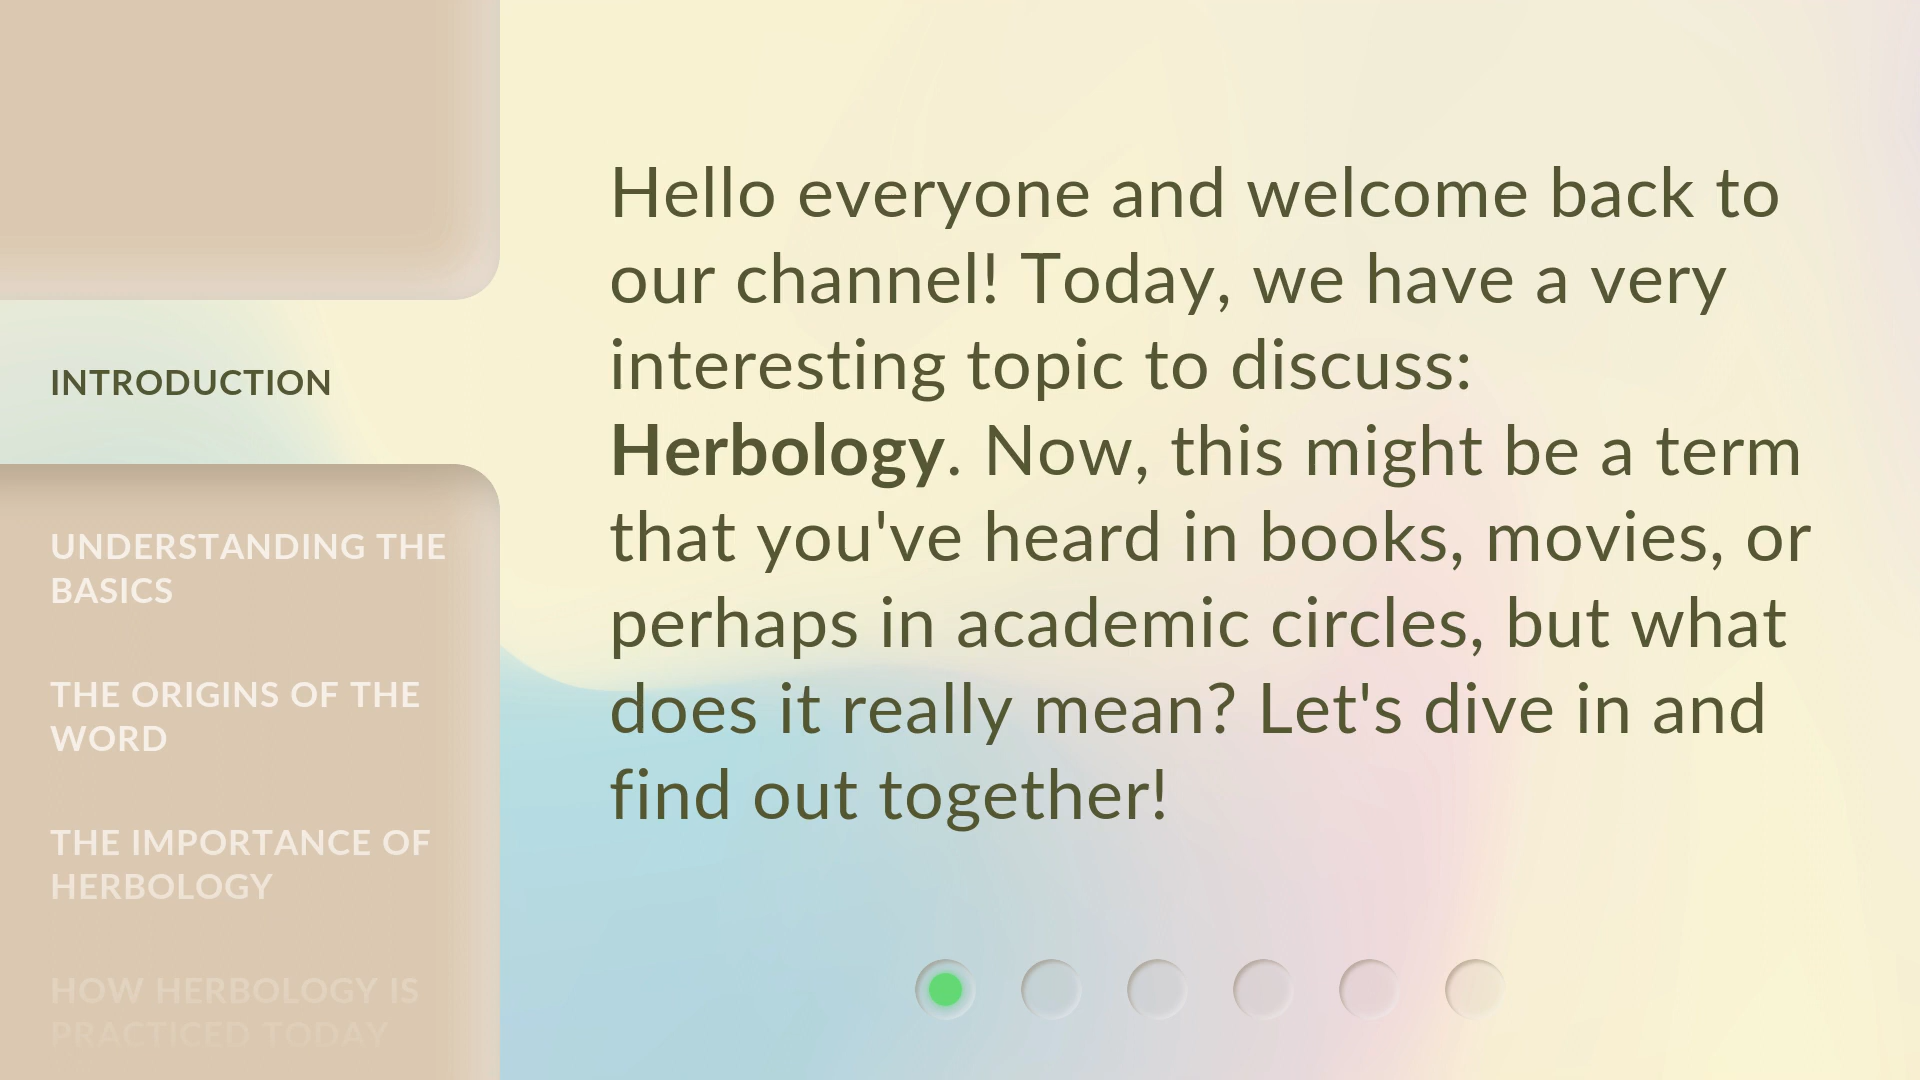 INTRODUCTION
UNDERSTANDING THE
BASICS
THE ORIGINS OF THE
WORD
THE IMPORTANCE OF
HERBOLOGY
HOW HERBOLOGY IS
PRACTICED TODAY
Hello everyone and welcome back to
our channel! Today, we have a very
interesting topic to discuss:
Herbology. Now, this might be a term
that you've heard in books, movies, or
perhaps in academic circles, but what
does it really mean? Let's dive in and
find out together!